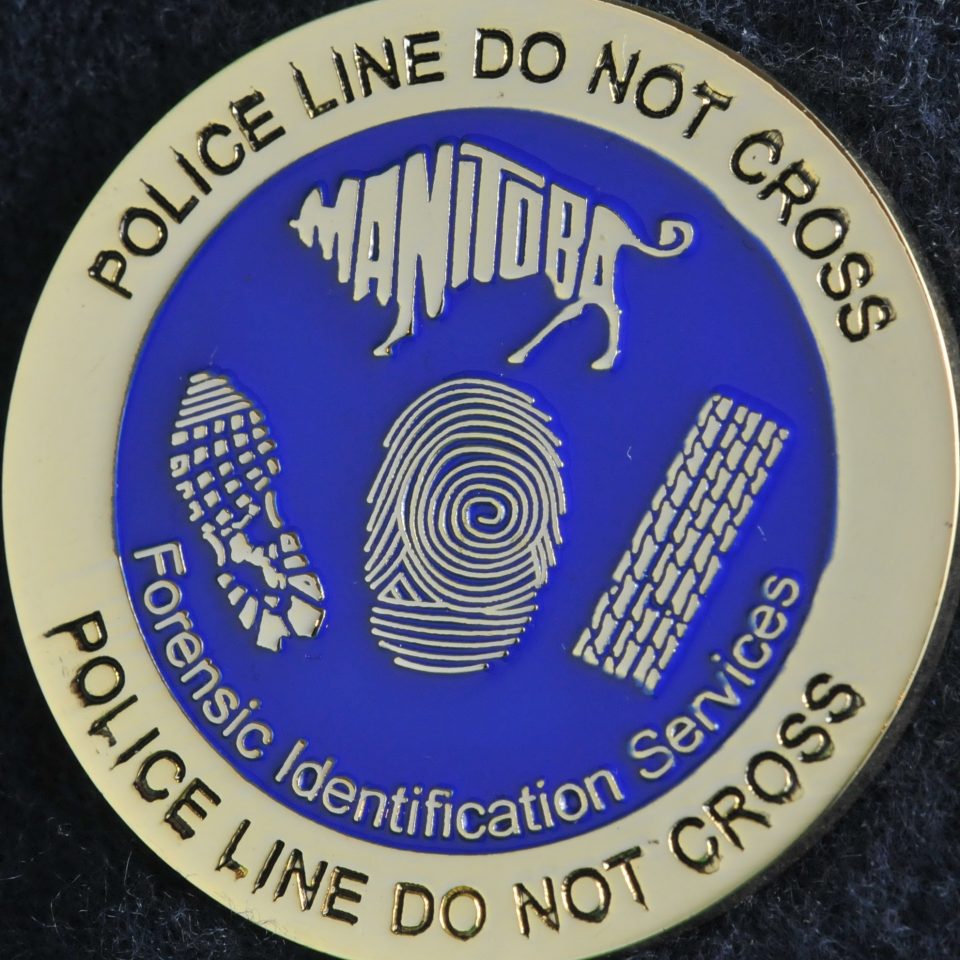 POLICE LINE DO NOT CROSS
MANITOBA
Forensic Identification Services
POLICE LINE DO NOT CROSS